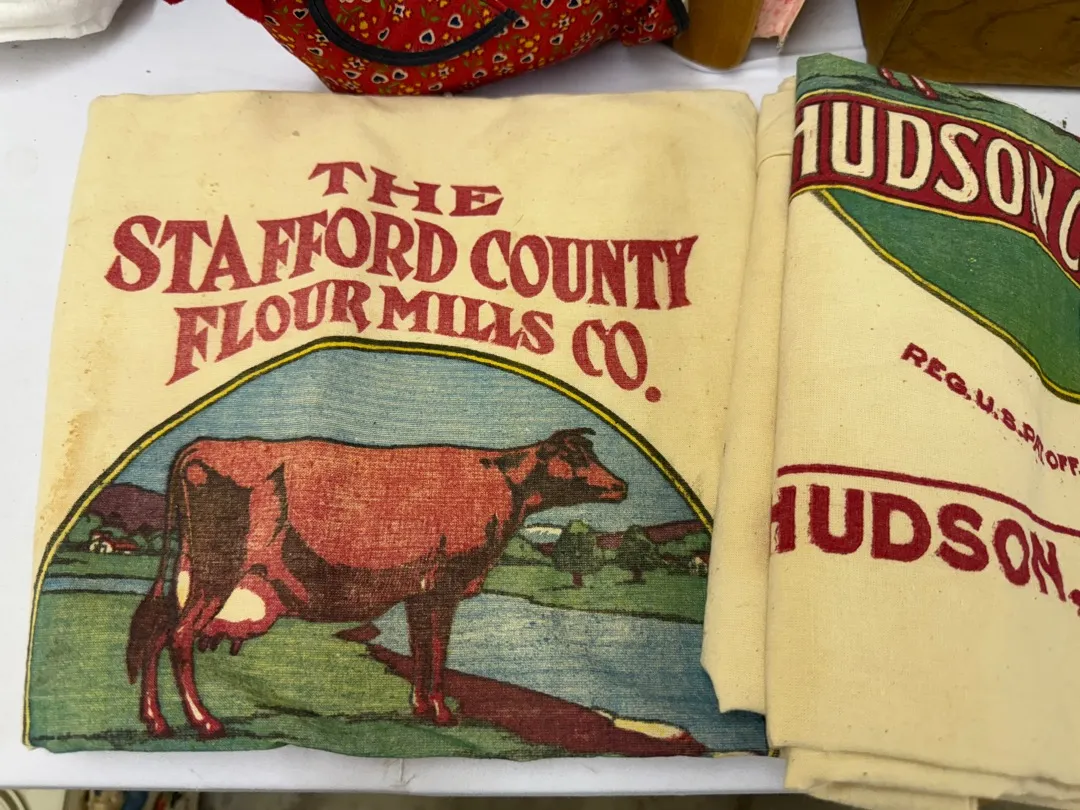 THE
STAFFORD COUNTY
FLOUR MILLS CO.
HUDSON C
REG. U.S. PAT OFF
HUDSON,